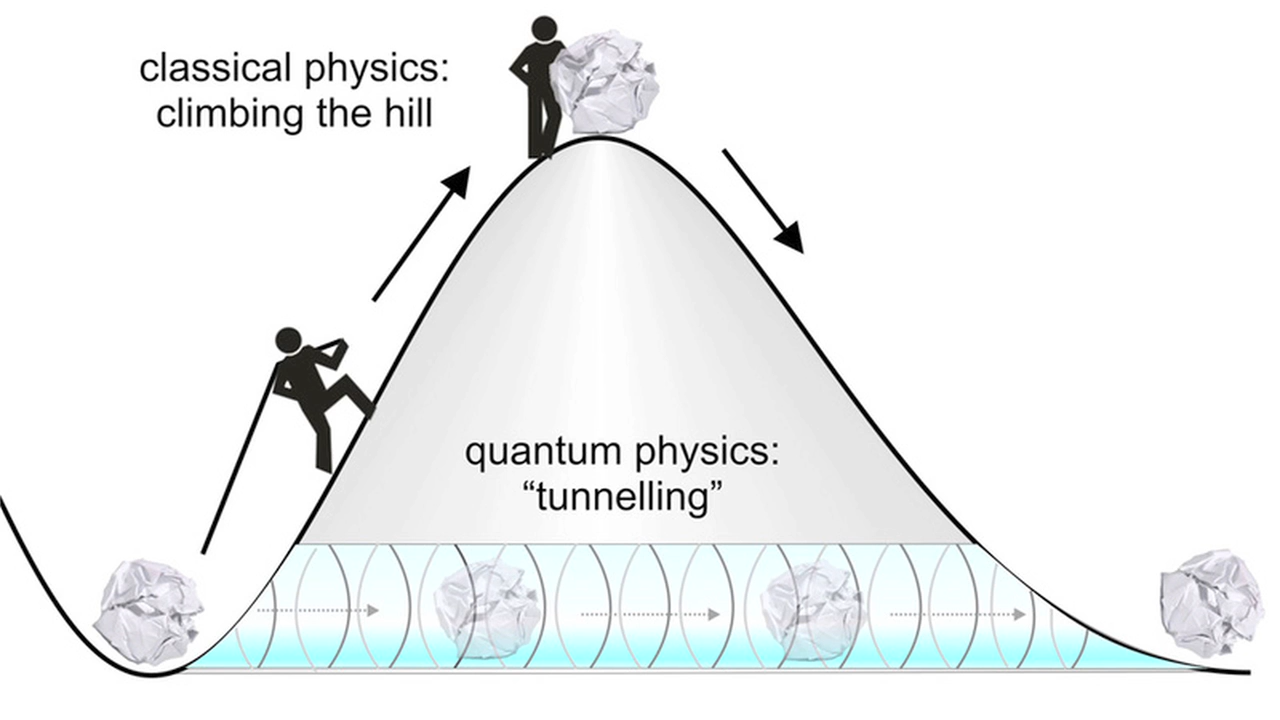 classical physics:
climbing the hill
quantum physics:
“tunnelling”